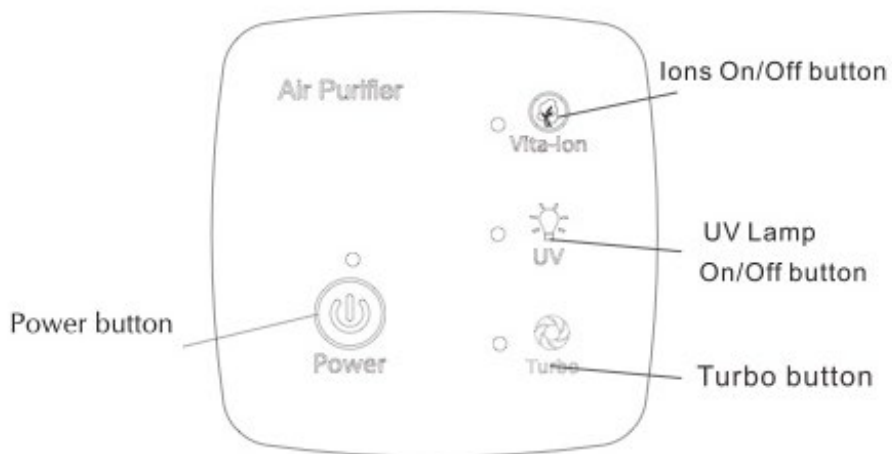 Air Purifier
Ions On/Off button
Vita-Ion
UV Lamp
On/Off button
UV
Power button
Power
Turbo
Turbo button